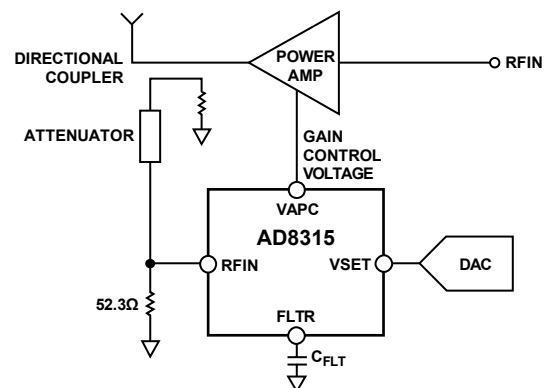 POWER
AMP
RFIN
DIRECTIONAL
COUPLER
ATTENUATOR
GAIN
CONTROL
VOLTAGE
VAPC
AD8315
RFIN
VSET
DAC
52.3Ω
FLTR
CFLT